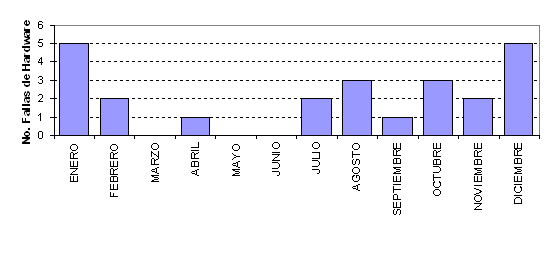 No. Fallas de Hardware
6
5
4
3
2
1
0
ENERO
FEBRERO
MARZO
ABRIL
MAYO
JUNIO
JULIO
AGOSTO
SEPTIEMBRE
OCTUBRE
NOVIEMBRE
DICIEMBRE